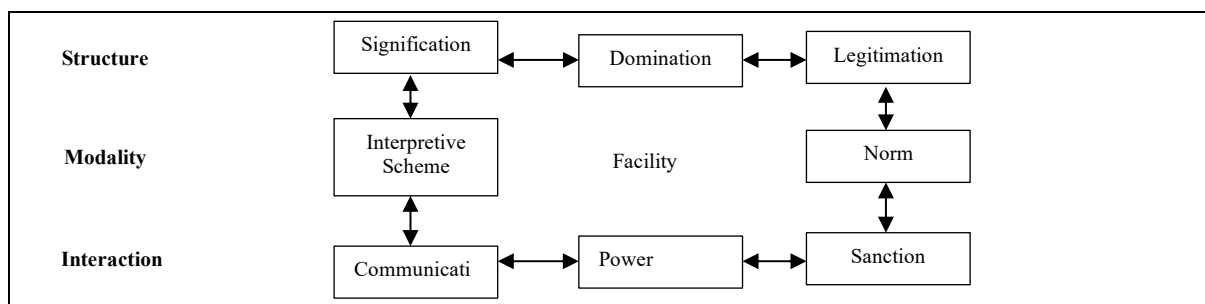 Structure
Signification
Domination
Legitimation
Modality
Interpretive
Scheme
Facility
Norm
Interaction
Communicati
Power
Sanction